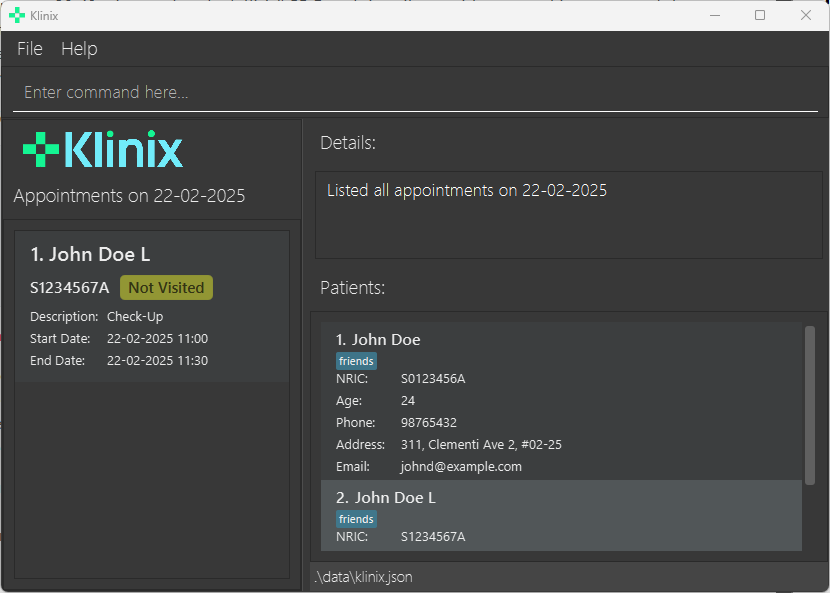 Klinix
File Help
Enter command here...
Klinix
Appointments on 22-02-2025
1. John Doe L
S1234567A Not Visited
Description: Check-Up
Start Date: 22-02-2025 11:00
End Date: 22-02-2025 11:30
Details:
Listed all appointments on 22-02-2025
Patients:
1. John Doe
friends
NRIC: S0123456A
Age: 24
Phone: 98765432
Address: 311, Clementi Ave 2, #02-25
Email: johnd@example.com
2. John Doe L
friends
NRIC: S1234567A
.\data\klinix.json